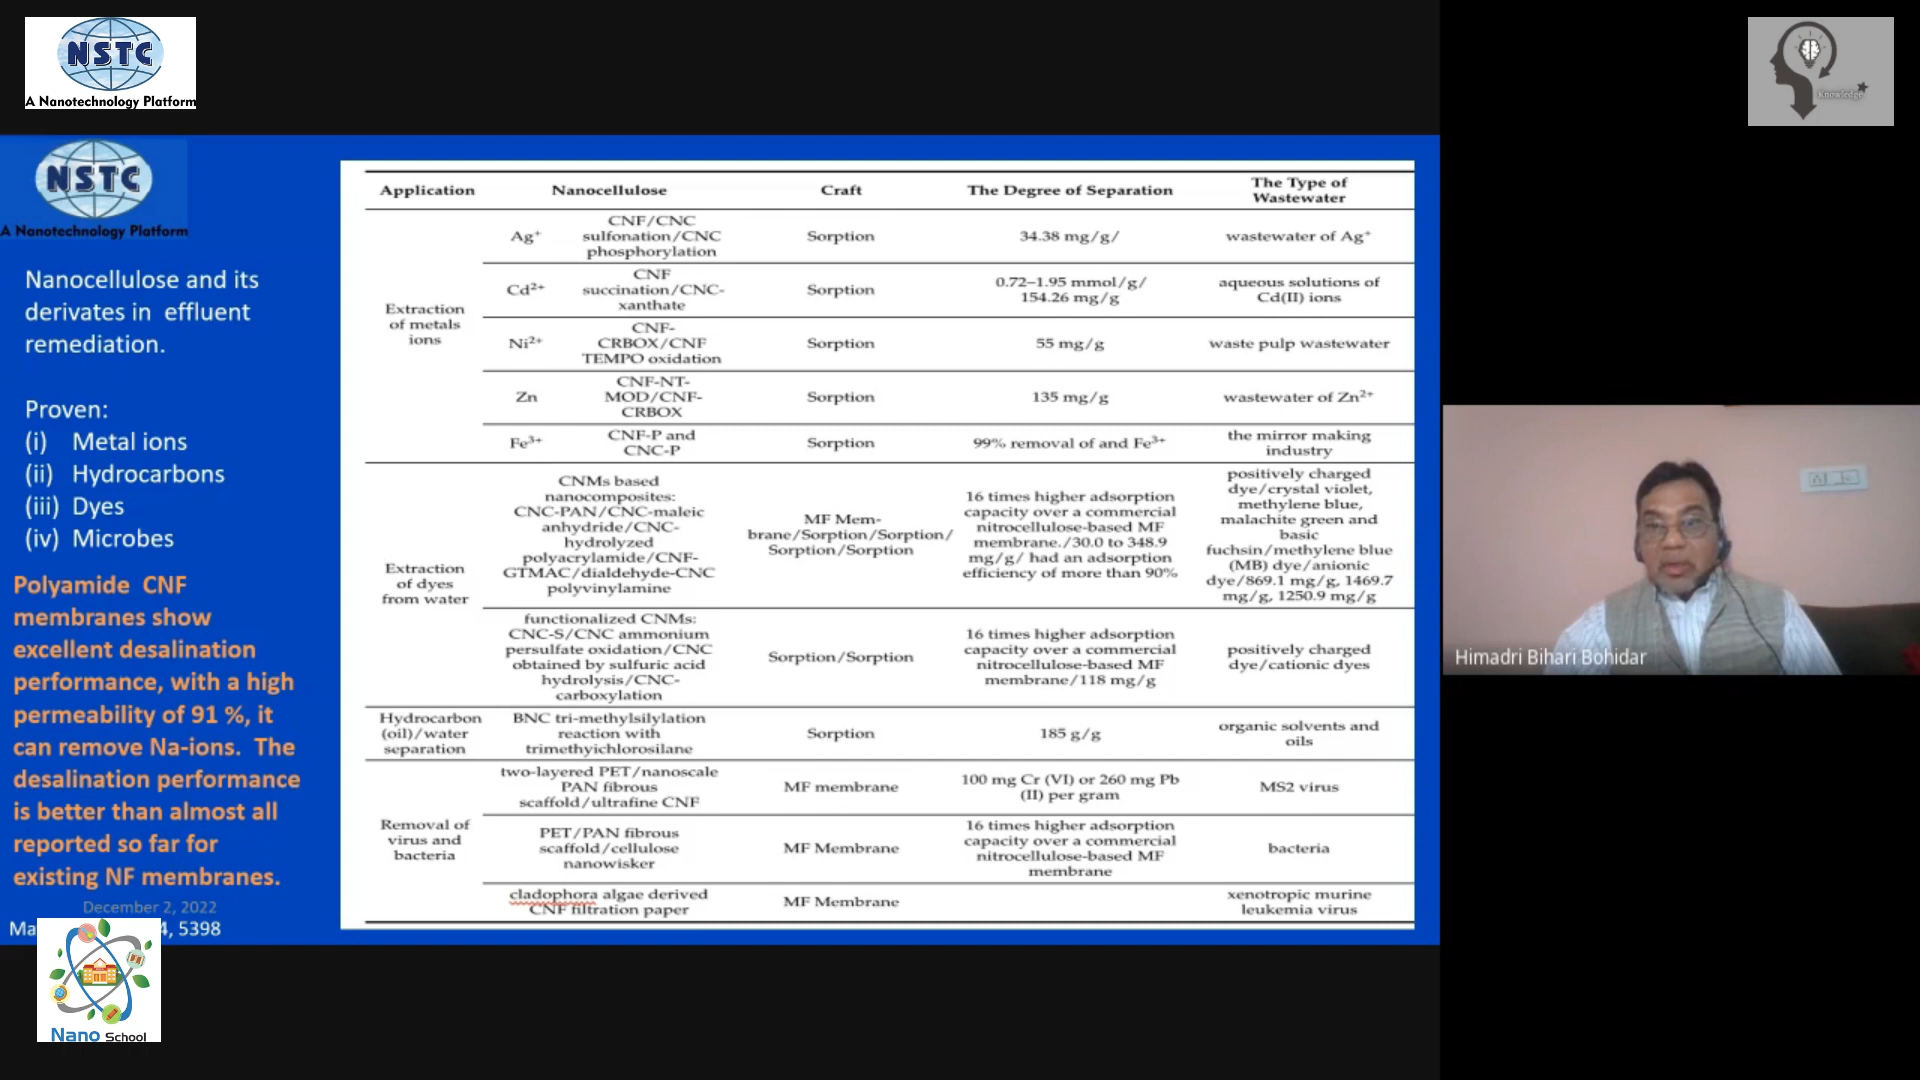 NSTC
A Nanotechnology Platform
Knowledge
NSTC
A Nanotechnology Platform
Nanocellulose and its
derivates in effluent
remediation.
Proven:
(i) Metal ions
(ii) Hydrocarbons
(iii) Dyes
(iv) Microbes
Polyamide CNF
membranes show
excellent desalination
performance, with a high
permeability of 91 %, it
can remove Na-ions. The
desalination performance
is better than almost all
reported so far for
existing NF membranes.
December 2, 2022
Ma
4, 5398
Nano School
Application Nanocellulose Craft The Degree of Separation The Type of
Wastewater
Extraction
of metals
ions
Ag⁺
CNF/CNC
sulfonation/CNC
phosphorylation
Sorption
34.38 mg/g/
wastewater of Ag⁺
Cd²⁺
CNF
succination/CNC-
xanthate
Sorption
0.72–1.95 mmol/g/
154.26 mg/g
aqueous solutions of
Cd(II) ions
Ni²⁺
CNF-
CRBOX/CNF
TEMPO oxidation
Sorption
55 mg/g
waste pulp wastewater
Zn
CNF-NT-
MOD/CNF-
CRBOX
Sorption
135 mg/g
wastewater of Zn²⁺
Fe³⁺
CNF-P and
CNC-P
Sorption
99% removal of and Fe³⁺
the mirror making
industry
Extraction
of dyes
from water
CNMs based
nanocomposites:
CNC-PAN/CNC-maleic
anhydride/CNC-
hydrolyzed
polyacrylamide/CNF-
GTMAC/dialdehyde-CNC
polyvinylamine
MF Mem-
brane/Sorption/Sorption/
Sorption/Sorption
16 times higher adsorption
capacity over a commercial
nitrocellulose-based MF
membrane./30.0 to 348.9
mg/g/ had an adsorption
efficiency of more than 90%
positively charged
dye/crystal violet,
methylene blue,
malachite green and
basic
fuchsin/methylene blue
(MB) dye/anionic
dye/869.1 mg/g, 1469.7
mg/g, 1250.9 mg/g
functionalized CNMs:
CNC-S/CNC ammonium
persulfate oxidation/CNC
obtained by sulfuric acid
hydrolysis/CNC-
carboxylation
Sorption/Sorption
16 times higher adsorption
capacity over a commercial
nitrocellulose-based MF
membrane/118 mg/g
positively charged
dye/cationic dyes
Hydrocarbon
(oil)/water
separation
BNC tri-methylsilylation
reaction with
trimethyichlorosilane
Sorption
185 g/g
organic solvents and
oils
Removal of
virus and
bacteria
two-layered PET/nanoscale
PAN fibrous
scaffold/ultrafine CNF
MF membrane
100 mg Cr (VI) or 260 mg Pb
(II) per gram
MS2 virus
PET/PAN fibrous
scaffold/cellulose
nanowisker
MF Membrane
16 times higher adsorption
capacity over a commercial
nitrocellulose-based MF
membrane
bacteria
cladophora algae derived
CNF filtration paper
MF Membrane
xenotropic murine
leukemia virus
Himadri Bihari Bohidar